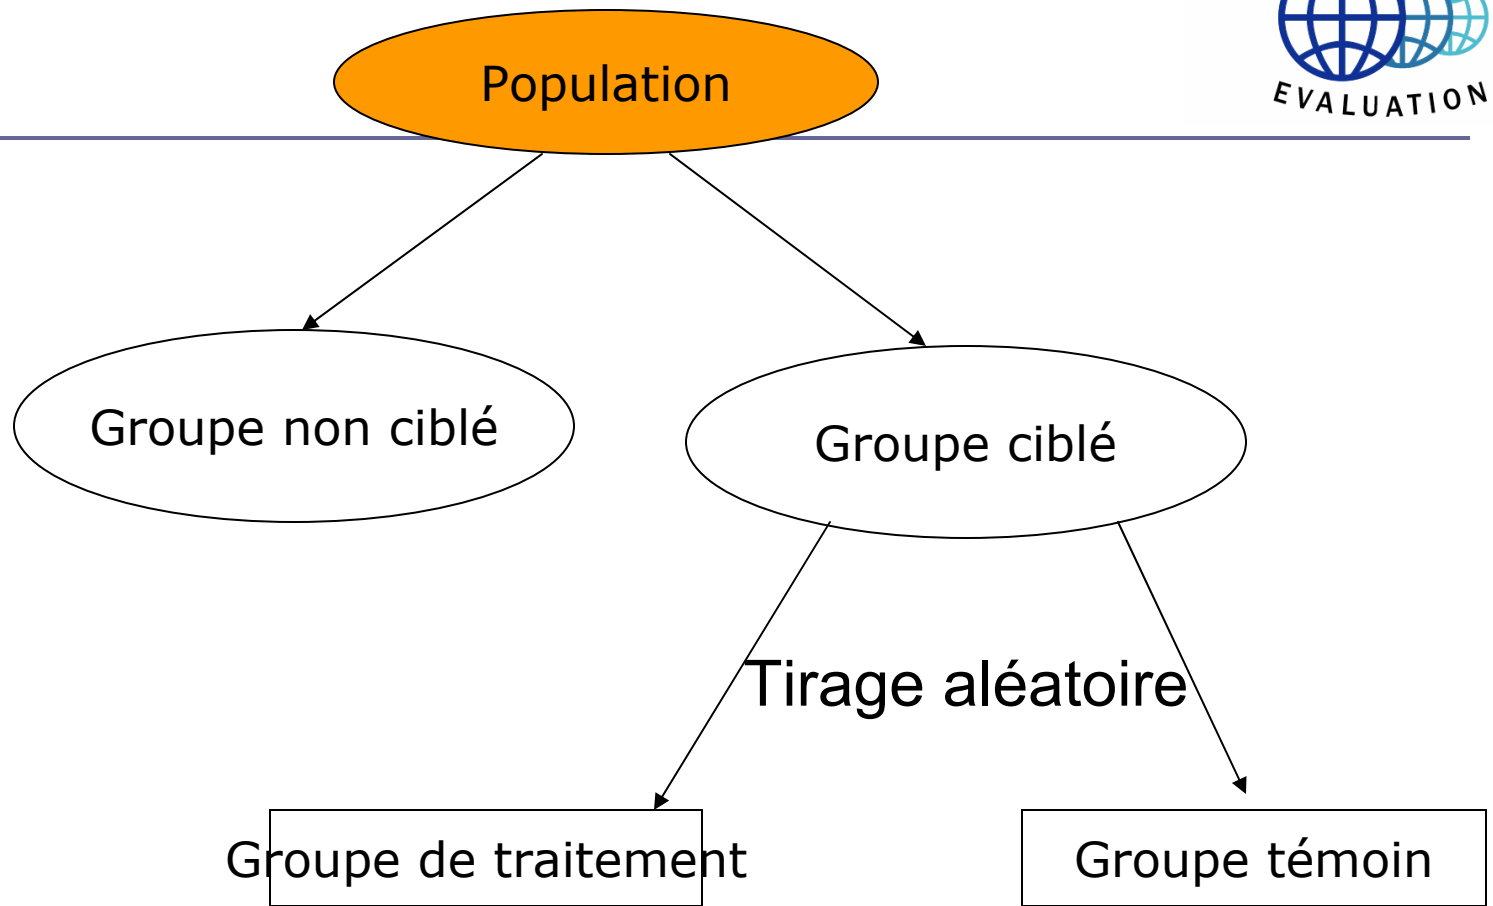 Population
EVALUATION
Groupe non ciblé
Groupe ciblé
Tirage aléatoire
Groupe de traitement
Groupe témoin